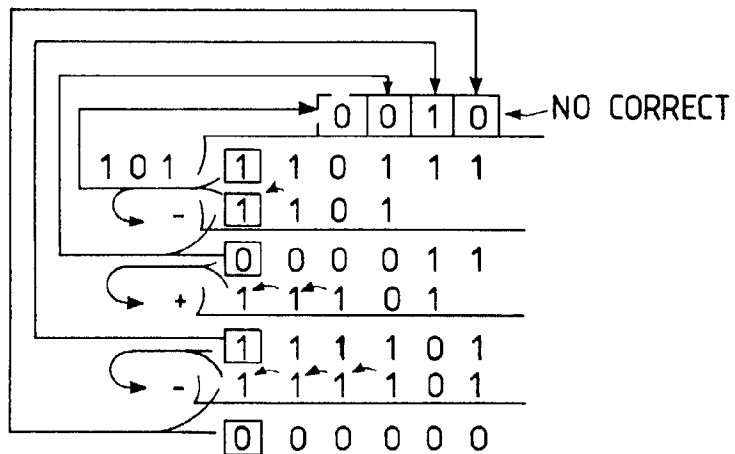 0 0 1 0 NO CORRECT
1 0 1 1 1 0 1 1 1
- 1 1 0 1
0 0 0 0 1 1
+ 1 1 1 0 1
1 1 1 1 0 1
- 1 1 1 1 0 1
0 0 0 0 0 0